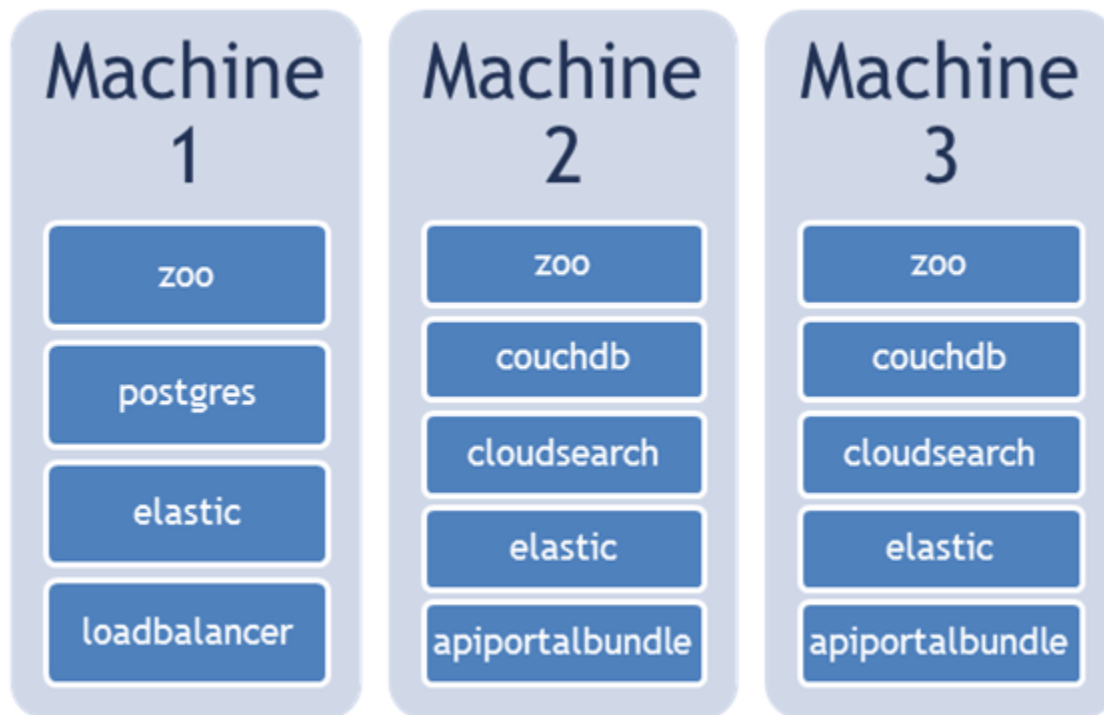 Machine
1
zoo
postgres
elastic
loadbalancer
Machine
2
zoo
couchdb
cloudsearch
elastic
apiportalbundle
Machine
3
zoo
couchdb
cloudsearch
elastic
apiportalbundle